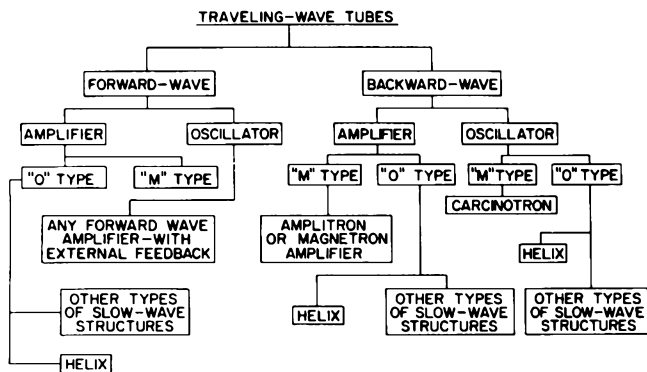 TRAVELING-WAVE TUBES
FORWARD-WAVE
BACKWARD-WAVE
AMPLIFIER
OSCILLATOR
AMPLIFIER
OSCILLATOR
"O" TYPE
"M" TYPE
"M" TYPE
"O" TYPE
"M" TYPE
"O" TYPE
CARCINOTRON
ANY FORWARD WAVE
AMPLIFIER-WITH
EXTERNAL FEEDBACK
AMPLITRON
OR MAGNETRON
AMPLIFIER
HELIX
OTHER TYPES
OF SLOW-WAVE
STRUCTURES
HELIX
OTHER TYPES
OF SLOW-WAVE
STRUCTURES
OTHER TYPES
OF SLOW-WAVE
STRUCTURES
HELIX